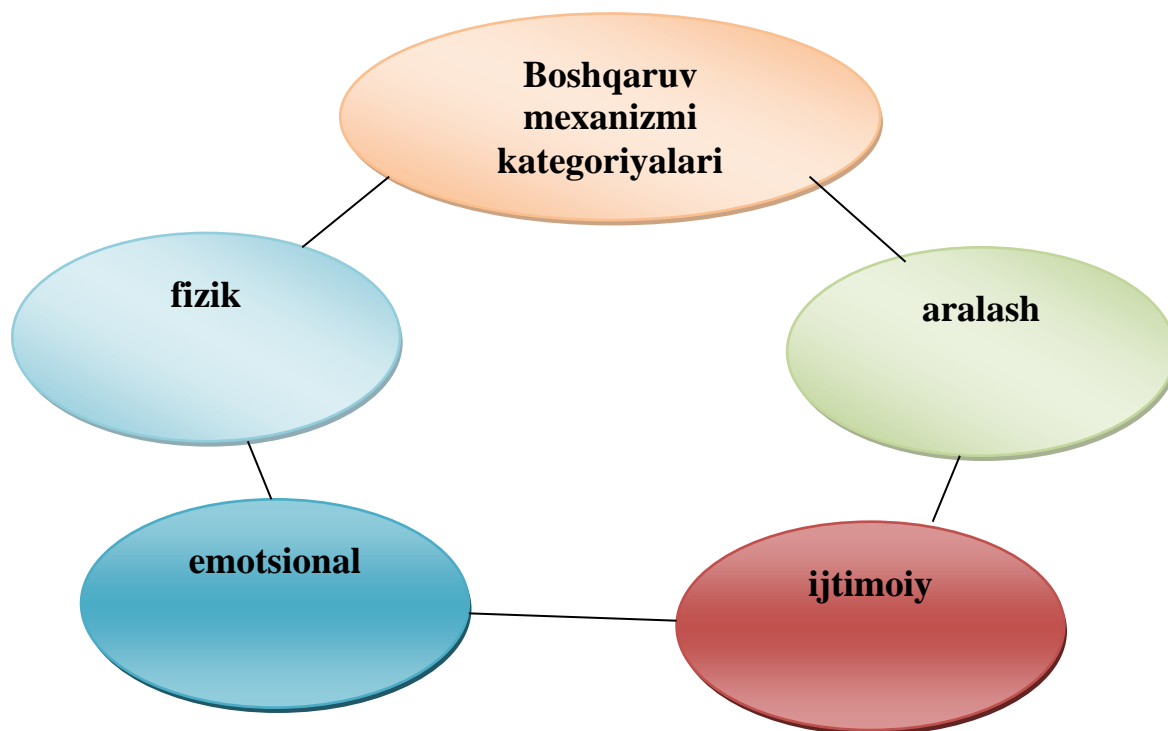 Boshqaruv
mexanizmi
kategoriyalari
fizik
aralash
emotsional
ijtimoiy